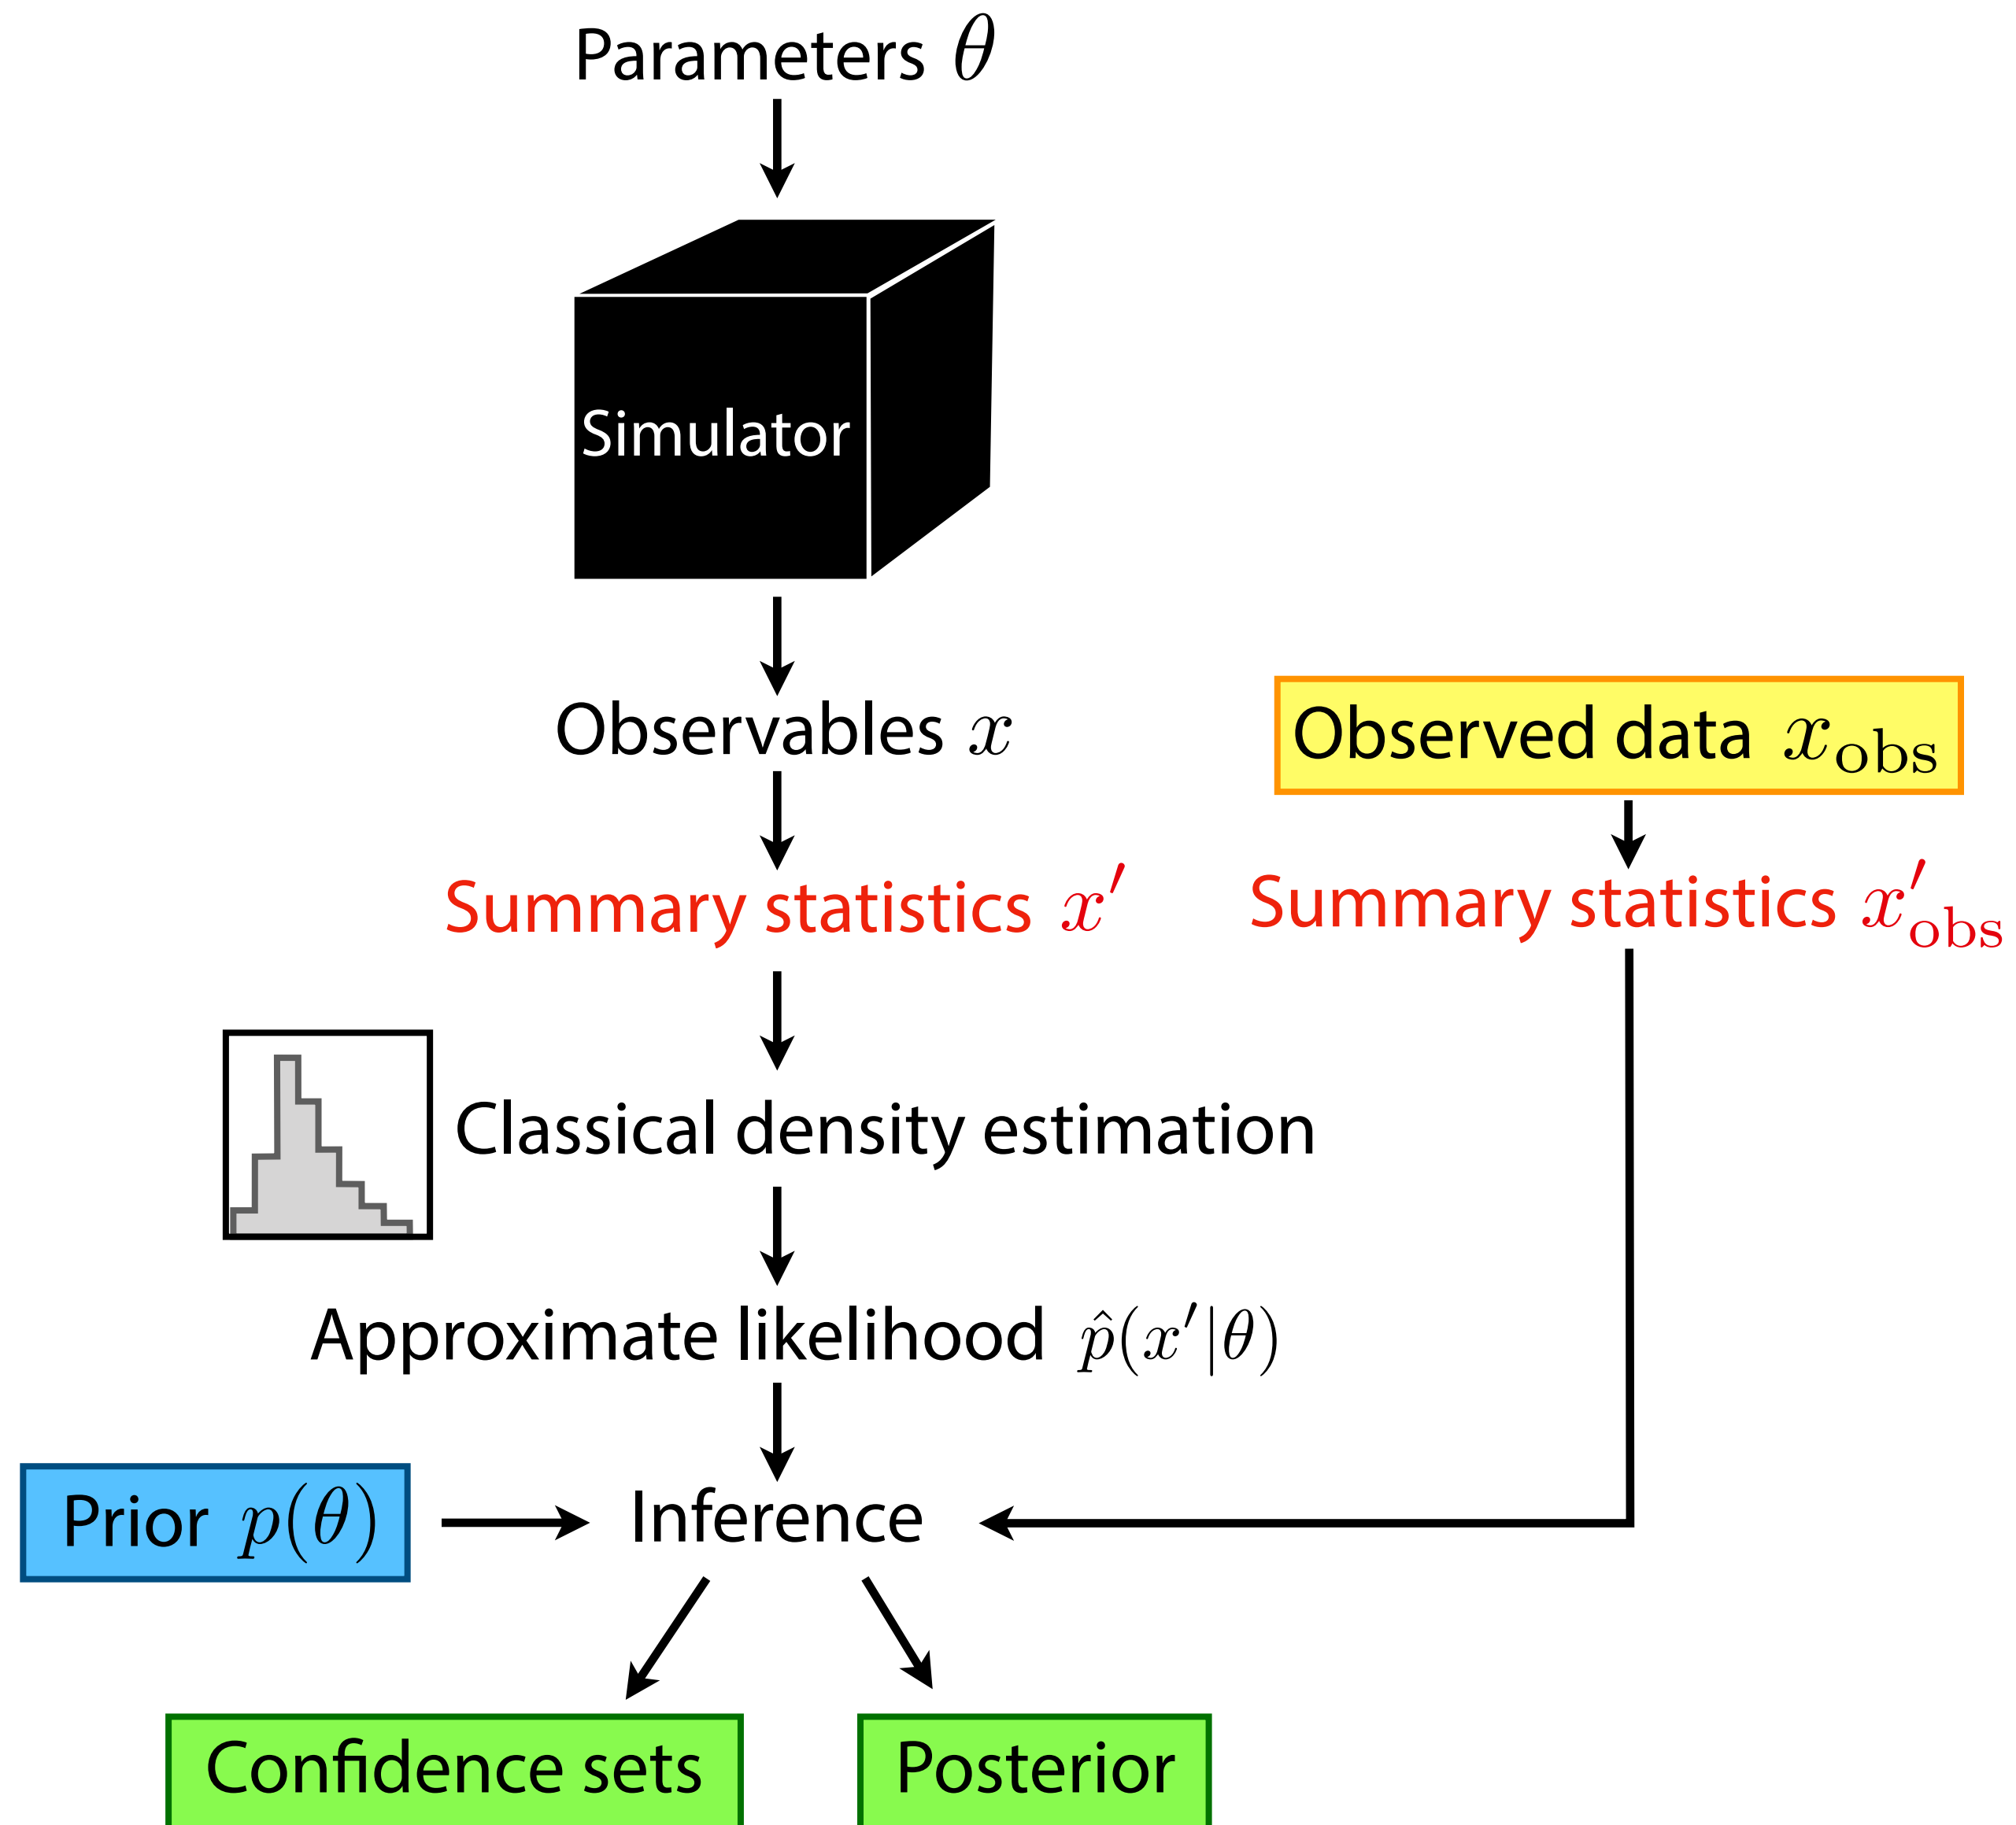 Parameters θ
Simulator
Observables x
Observed data x_obs
Summary statistics x′
Summary statistics x′_obs
Classical density estimation
Approximate likelihood p̂(x′|θ)
Prior p(θ)
Inference
Confidence sets
Posterior